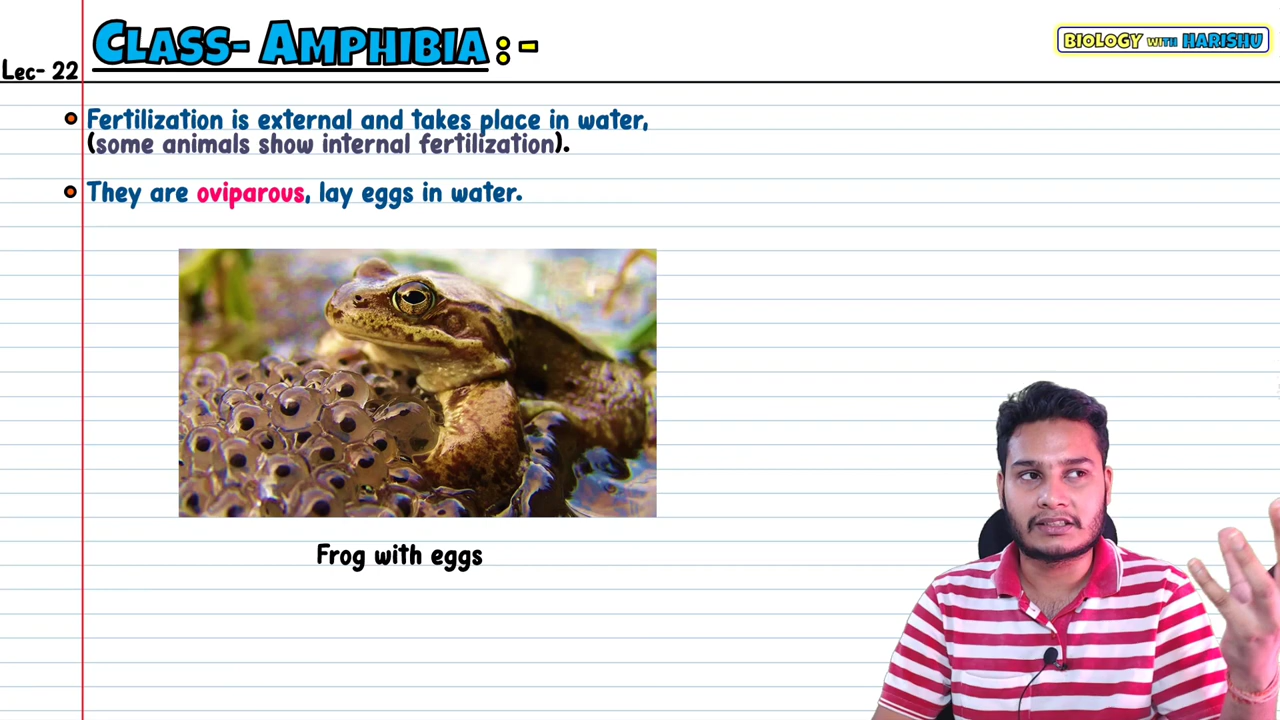 CLASS- AMPHIBIA :-
BIOLOGY WITH HARISHU
Lec- 22
Fertilization is external and takes place in water,
(some animals show internal fertilization).
They are oviparous, lay eggs in water.
Frog with eggs